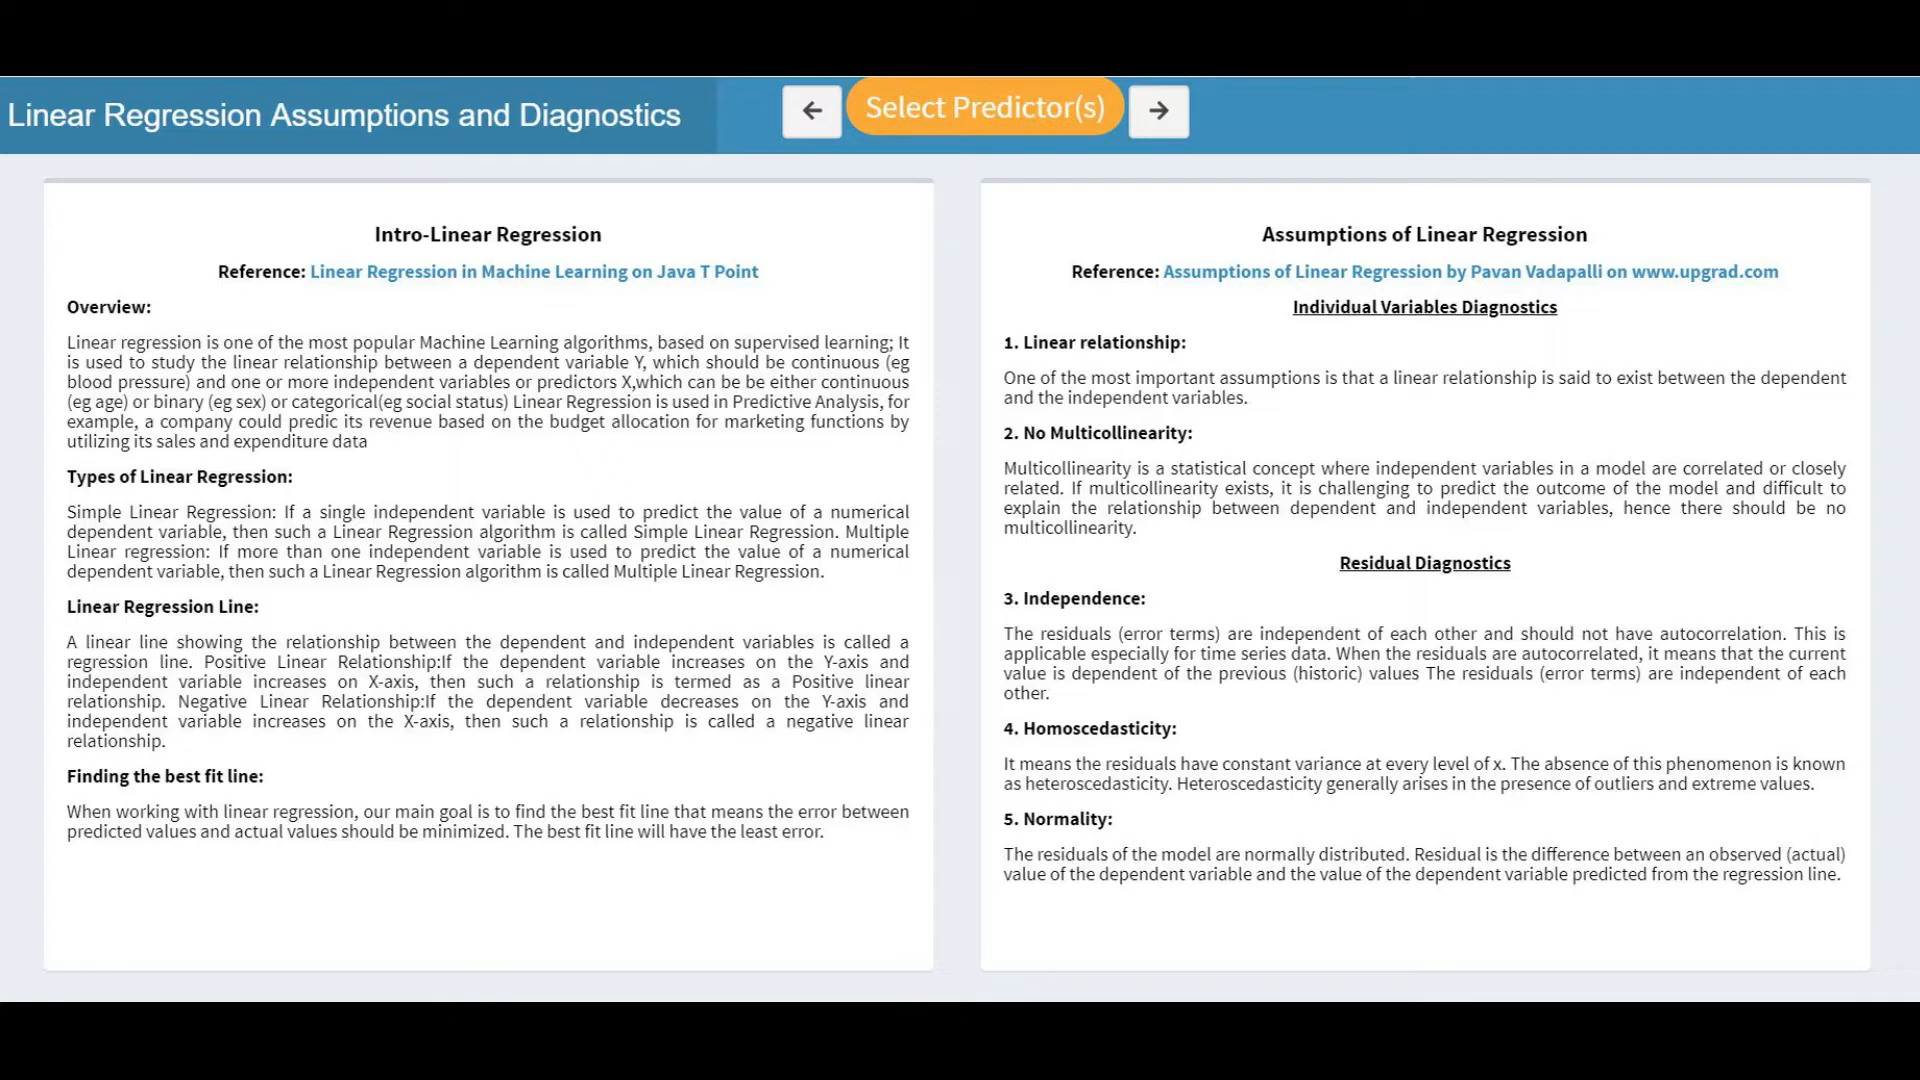 Linear Regression Assumptions and Diagnostics
Select Predictor(s)
Intro-Linear Regression
Reference: Linear Regression in Machine Learning on Java T Point
Overview:
Linear regression is one of the most popular Machine Learning algorithms, based on supervised learning; It
is used to study the linear relationship between a dependent variable Y, which should be continuous (eg
blood pressure) and one or more independent variables or predictors X,which can be be either continuous
(eg age) or binary (eg sex) or categorical(eg social status) Linear Regression is used in Predictive Analysis, for
example, a company could predic its revenue based on the budget allocation for marketing functions by
utilizing its sales and expenditure data
Types of Linear Regression:
Simple Linear Regression: If a single independent variable is used to predict the value of a numerical
dependent variable, then such a Linear Regression algorithm is called Simple Linear Regression. Multiple
Linear regression: If more than one independent variable is used to predict the value of a numerical
dependent variable, then such a Linear Regression algorithm is called Multiple Linear Regression.
Linear Regression Line:
A linear line showing the relationship between the dependent and independent variables is called a
regression line. Positive Linear Relationship:If the dependent variable increases on the Y-axis and
independent variable increases on X-axis, then such a relationship is termed as a Positive linear
relationship. Negative Linear Relationship:If the dependent variable decreases on the Y-axis and
independent variable increases on the X-axis, then such a relationship is called a negative linear
relationship.
Finding the best fit line:
When working with linear regression, our main goal is to find the best fit line that means the error between
predicted values and actual values should be minimized. The best fit line will have the least error.
Assumptions of Linear Regression
Reference: Assumptions of Linear Regression by Pavan Vadapalli on www.upgrad.com
Individual Variables Diagnostics
1. Linear relationship:
One of the most important assumptions is that a linear relationship is said to exist between the dependent
and the independent variables.
2. No Multicollinearity:
Multicollinearity is a statistical concept where independent variables in a model are correlated or closely
related. If multicollinearity exists, it is challenging to predict the outcome of the model and difficult to
explain the relationship between dependent and independent variables, hence there should be no
multicollinearity.
Residual Diagnostics
3. Independence:
The residuals (error terms) are independent of each other and should not have autocorrelation. This is
applicable especially for time series data. When the residuals are autocorrelated, it means that the current
value is dependent of the previous (historic) values The residuals (error terms) are independent of each
other.
4. Homoscedasticity:
It means the residuals have constant variance at every level of x. The absence of this phenomenon is known
as heteroscedasticity. Heteroscedasticity generally arises in the presence of outliers and extreme values.
5. Normality:
The residuals of the model are normally distributed. Residual is the difference between an observed (actual)
value of the dependent variable and the value of the dependent variable predicted from the regression line.